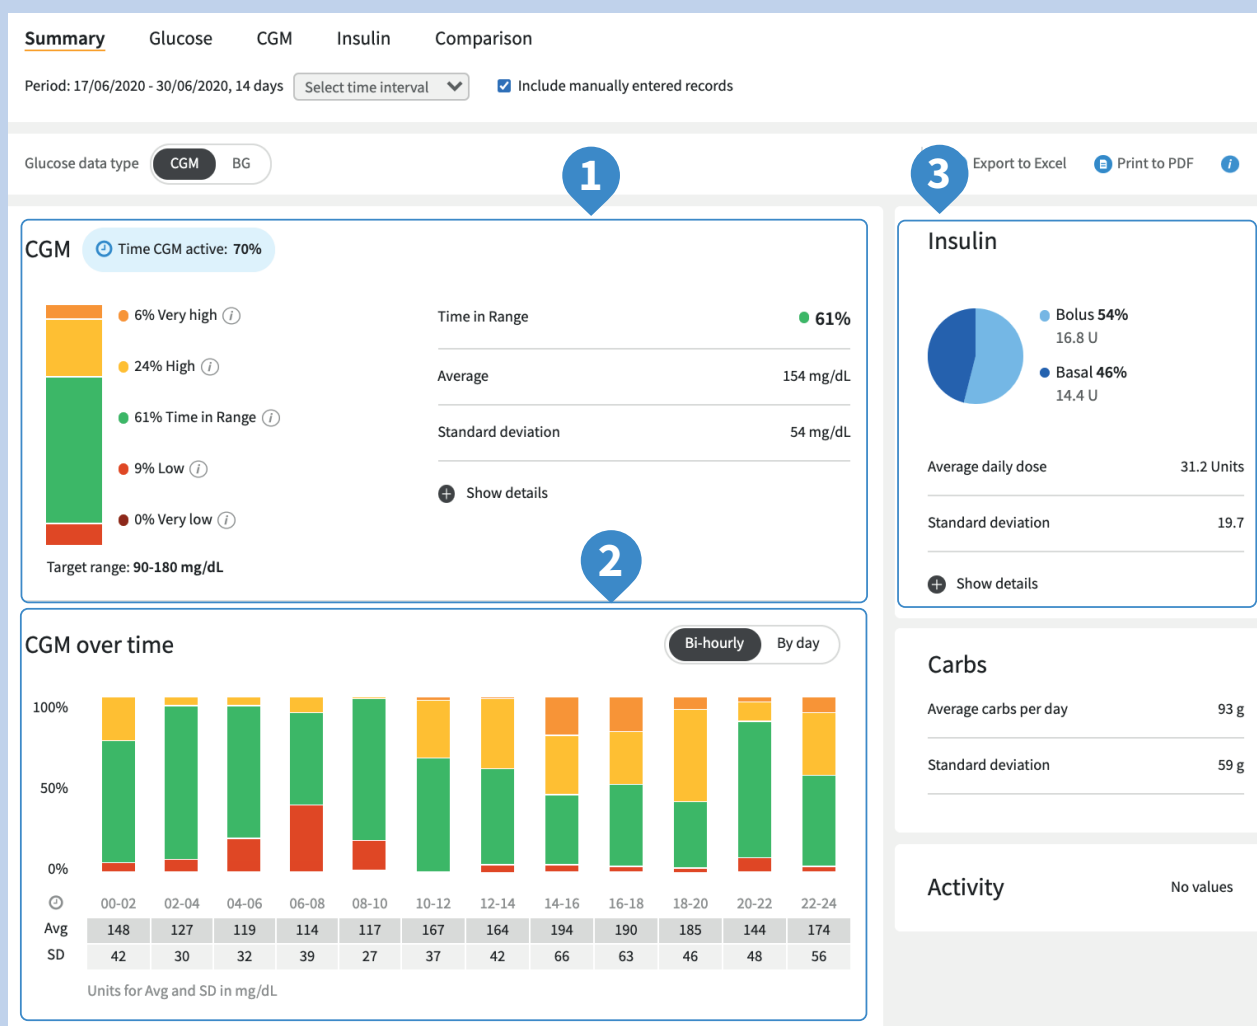 Summary Glucose CGM Insulin Comparison
Period: 17/06/2020 - 30/06/2020, 14 days Select time interval Include manually entered records
Glucose data type CGM BG
Export to Excel Print to PDF i
1
3
CGM Time CGM active: 70%
6% Very high i
24% High i
61% Time in Range i
9% Low i
0% Very low i
Target range: 90-180 mg/dL
Time in Range 61%
Average 154 mg/dL
Standard deviation 54 mg/dL
Show details
2
CGM over time Bi-hourly By day
100%
50%
0%
00-02 02-04 04-06 06-08 08-10 10-12 12-14 14-16 16-18 18-20 20-22 22-24
Avg 148 127 119 114 117 167 164 194 190 185 144 174
SD 42 30 32 39 27 37 42 66 63 46 48 56
Units for Avg and SD in mg/dL
Insulin
Bolus 54%
16.8 U
Basal 46%
14.4 U
Average daily dose 31.2 Units
Standard deviation 19.7
Show details
Carbs
Average carbs per day 93 g
Standard deviation 59 g
Activity No values